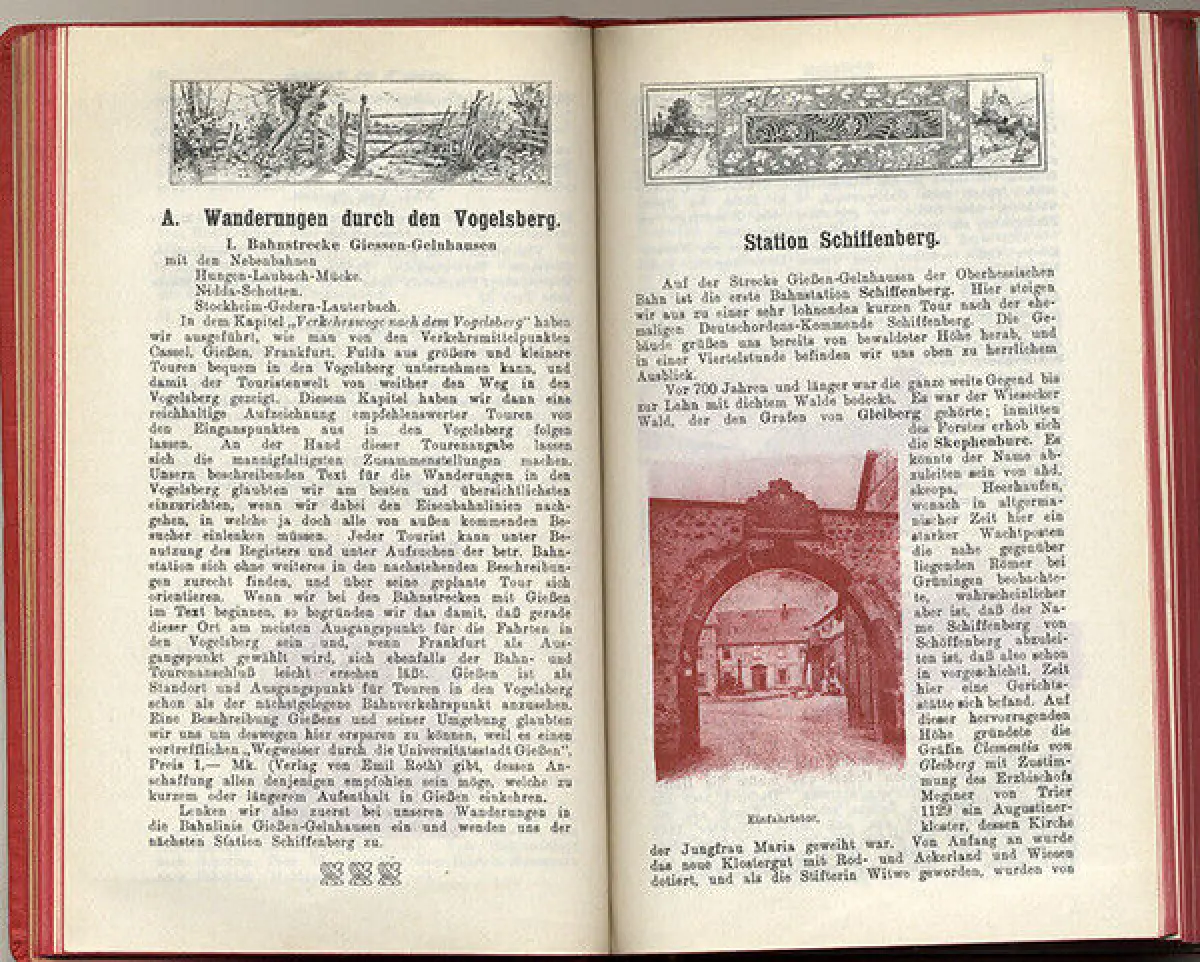 A. Wanderungen durch den Vogelsberg.
I. Bahnstrecke Giessen-Gelnhausen
mit den Nebenbahnen
Hungen-Laubach-Mücke.
Nidda-Schotten.
Stockheim-Gedern-Lauterbach.
In dem Kapitel „Verkehrswege nach dem Vogelsberg" haben
wir ausgeführt, wie man von den Verkehrsmittelpunkten
Cassel, Gießen, Frankfurt, Fulda aus größere und kleinere
Touren bequem in den Vogelsberg unternehmen kann, und
damit der Touristenwelt von weither den Weg in den
Vogelsberg gezeigt. Diesem Kapitel haben wir dann eine
reichhaltige Aufzeichnung empfehlenswerter Touren von
den Einganspunkten aus in den Vogelsberg folgen
lassen. An der Hand dieser Tourenangabe lassen
sich die mannigfaltigsten Zusammenstellungen machen.
Unsern beschreibenden Text für die Wanderungen in den
Vogelsberg glaubten wir am besten und übersichtlichsten
einzurichten, wenn wir dabei den Eisenbahnlinien nach-
gehen, in welche ja doch alle von außen kommenden Be-
sucher einlenken müssen. Jeder Tourist kann unter Be-
nutzung des Registers und unter Aufsuchen der betr. Bahn-
station sich ohne weiteres in den nachstehenden Beschreibun-
gen zurecht finden, und über seine geplante Tour sich
orientieren. Wenn wir bei den Bahnstrecken mit Gießen
im Text beginnen, so begründen wir das damit, daß gerade
dieser Ort am meisten Ausgangspunkt für die Fahrten in
den Vogelsberg sein und, wenn Frankfurt als Aus-
gangspunkt gewählt wird, sich ebenfalls der Bahn- und
Tourenanschluß leicht ersehen läßt. Gießen ist als
Standort und Ausgangspunkt für Touren in den Vogelsberg
schon als der nächstgelegene Bahnverkehrspunkt anzusehen.
Eine Beschreibung Gießens und seiner Umgebung glaubten
wir uns um deswegen hier ersparen zu können, weil es einen
vortrefflichen „Wegweiser durch die Universitätsstadt Gießen".
Preis 1,— Mk. (Verlag von Emil Roth) gibt, dessen An-
schaffung allen denjenigen empfohlen sein möge, welche zu
kurzem oder längerem Aufenthalt in Gießen einkehren.
Lenken wir also zuerst bei unseren Wanderungen in
die Bahnlinie Gießen-Gelnhausen ein und wenden uns der
nächsten Station Schiffenberg zu.
Station Schiffenberg.
Auf der Strecke Gießen-Gelnhausen der Oberhessischen
Bahn ist die erste Bahnstation Schiffenberg. Hier steigen
wir aus zu einer sehr lohnenden kurzen Tour nach der ehe-
maligen Deutschordens-Kommende Schiffenberg. Die Ge-
bäude grüßen uns bereits von bewaldeter Höhe herab, und
in einer Viertelstunde befinden wir uns oben zu herrlichem
Ausblick.
Vor 700 Jahren und länger war die ganze weite Gegend bis
zur Lahn mit dichtem Walde bedeckt. Es war der Wiesecker
Wald, der den Grafen von Gleiberg gehörte; inmitten
des Forstes erhob sich
die Skephenburc. Es
könnte der Name ab-
zuleiten sein von ahd.
skeopa, Heerhaufen,
wonach in altgerma-
nischer Zeit hier ein
starker Wachtposten
die nahe gegenüber
liegenden Römer bei
Grüningen beobachte-
te, wahrscheinlicher
aber ist, daß der Na-
me Schiffenberg von
Schöffenberg abzulei-
ten ist, daß also schon
in vorgeschichtl. Zeit
hier eine Gerichts-
stätte sich befand. Auf
dieser hervorragenden
Höhe gründete die
Gräfin Clementia von
Gleiberg mit Zustim-
mung des Erzbischofs
Meginer von Trier
1129 ein Augustiner-
kloster, dessen Kirche
Einfahrtstor.
der Jungfrau Maria geweiht war. Von Anfang an wurde
das neue Klostergut mit Rod- und Ackerland und Wiesen
dotiert, und als die Stifterin Witwe geworden, wurden von